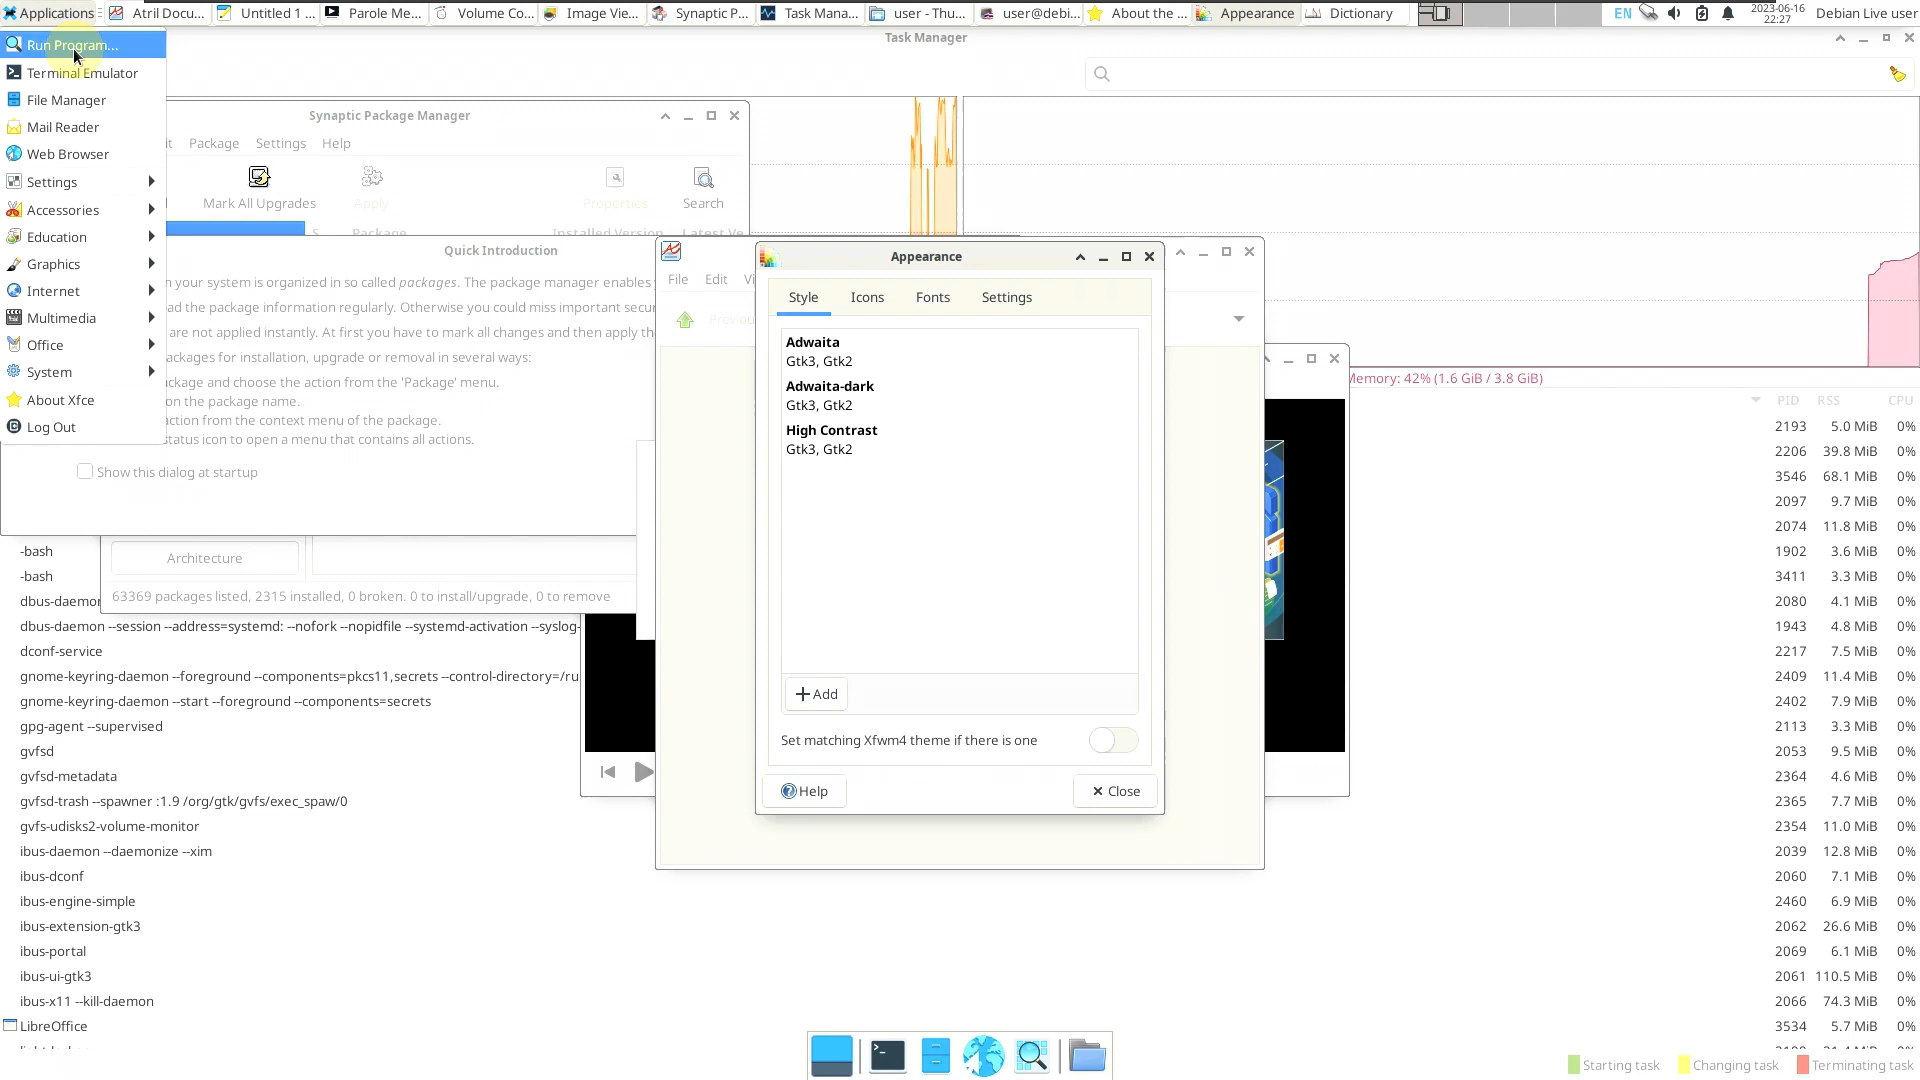 Applications
Atril Docu...
Untitled 1 ...
Parole Me...
Volume Co...
Image Vie...
Synaptic P...
Task Mana...
user - Thu...
user@debi...
About the ...
Appearance
Dictionary
EN
2023-06-16
22:27
Debian Live user
Task Manager
Run Program...
Terminal Emulator
File Manager
Mail Reader
Web Browser
Settings
Accessories
Education
Graphics
Internet
Multimedia
Office
System
About Xfce
Log Out
Synaptic Package Manager
it Package Settings Help
Mark All Upgrades
Apply
Properties
Search
S Package Installed Version Latest Ve
Quick Introduction
n your system is organized in so called packages. The package manager enables
ad the package information regularly. Otherwise you could miss important secur
are not applied instantly. At first you have to mark all changes and then apply th
ackages for installation, upgrade or removal in several ways:
ackage and choose the action from the 'Package' menu.
on the package name.
action from the context menu of the package.
status icon to open a menu that contains all actions.
Show this dialog at startup
Architecture
63369 packages listed, 2315 installed, 0 broken. 0 to install/upgrade, 0 to remove
File Edit Vi
Previou
Appearance
Style Icons Fonts Settings
Adwaita
Gtk3, Gtk2
Adwaita-dark
Gtk3, Gtk2
High Contrast
Gtk3, Gtk2
Add
Set matching Xfwm4 theme if there is one
Help
Close
Memory: 42% (1.6 GiB / 3.8 GiB)
PID RSS CPU
2193 5.0 MiB 0%
2206 39.8 MiB 0%
3546 68.1 MiB 0%
2097 9.7 MiB 0%
2074 11.8 MiB 0%
-bash 1902 3.6 MiB 0%
-bash 3411 3.3 MiB 0%
dbus-daemon 2080 4.1 MiB 0%
dbus-daemon --session --address=systemd: --nofork --nopidfile --systemd-activation --syslog- 1943 4.8 MiB 0%
dconf-service 2217 7.5 MiB 0%
gnome-keyring-daemon --foreground --components=pkcs11,secrets --control-directory=/ru 2409 11.4 MiB 0%
gnome-keyring-daemon --start --foreground --components=secrets 2402 7.9 MiB 0%
gpg-agent --supervised 2113 3.3 MiB 0%
gvfsd 2053 9.5 MiB 0%
gvfsd-metadata 2364 4.6 MiB 0%
gvfsd-trash --spawner :1.9 /org/gtk/gvfs/exec_spaw/0 2365 7.7 MiB 0%
gvfs-udisks2-volume-monitor 2354 11.0 MiB 0%
ibus-daemon --daemonize --xim 2039 12.8 MiB 0%
ibus-dconf 2060 7.1 MiB 0%
ibus-engine-simple 2460 6.9 MiB 0%
ibus-extension-gtk3 2062 26.6 MiB 0%
ibus-portal 2069 6.1 MiB 0%
ibus-ui-gtk3 2061 110.5 MiB 0%
ibus-x11 --kill-daemon 2066 74.3 MiB 0%
LibreOffice 3534 5.7 MiB 0%
Starting task Changing task Terminating task